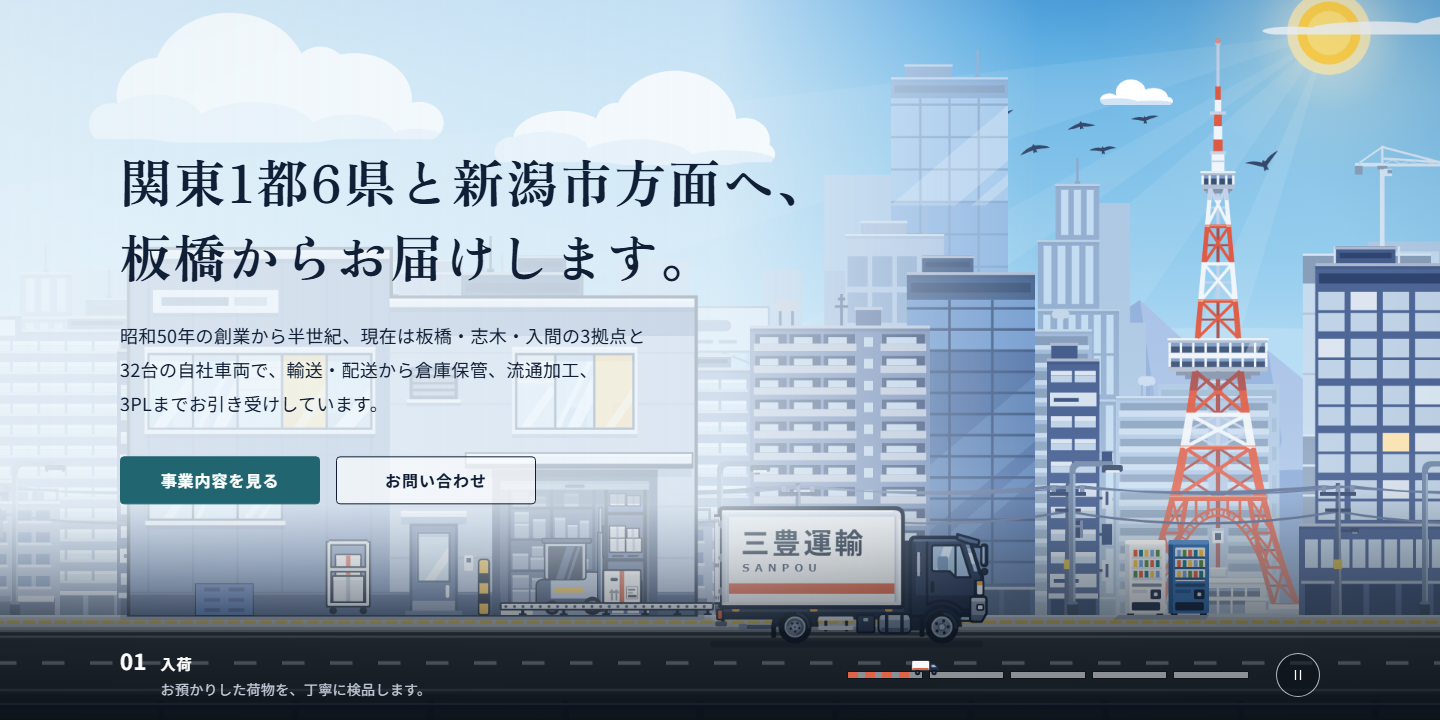 関東1都6県と新潟市方面へ、
板橋からお届けします。
昭和50年の創業から半世紀、現在は板橋・志木・入間の3拠点と
32台の自社車両で、輸送・配送から倉庫保管、流通加工、
3PLまでお引き受けしています。
事業内容を見る
お問い合わせ
三豊運輸
SANPOU
01 入荷
お預かりした荷物を、丁寧に検品します。